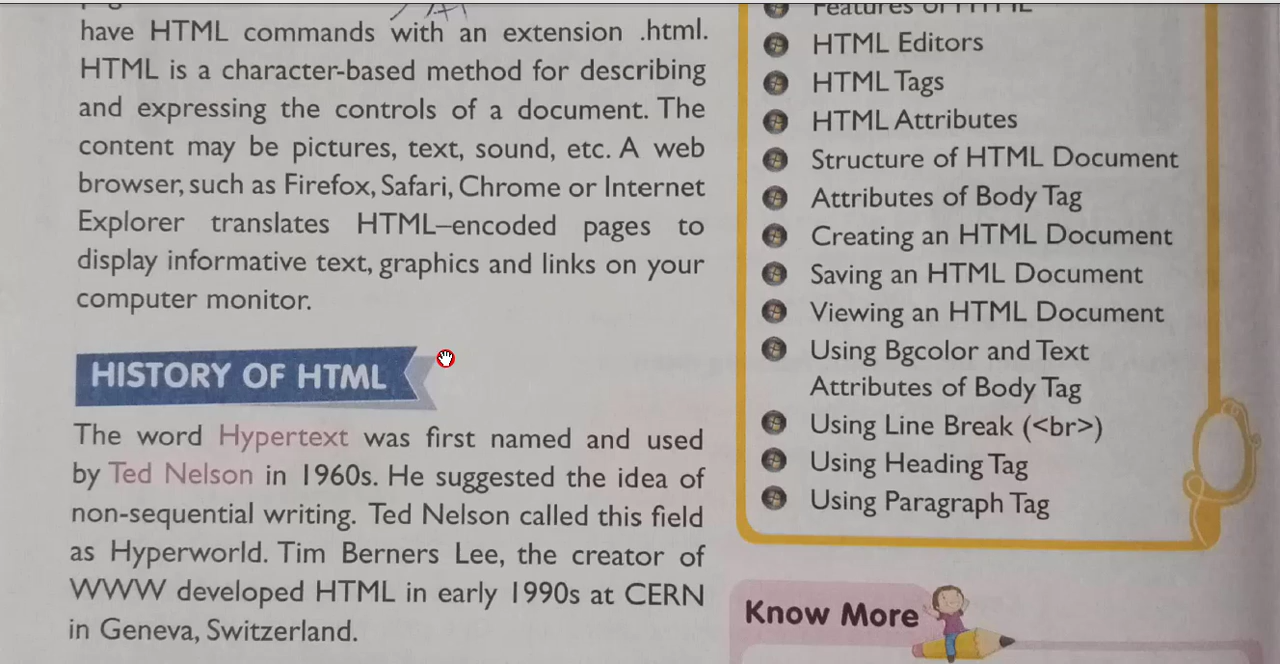 have HTML commands with an extension .html.
HTML is a character-based method for describing
and expressing the controls of a document. The
content may be pictures, text, sound, etc. A web
browser, such as Firefox, Safari, Chrome or Internet
Explorer translates HTML–encoded pages to
display informative text, graphics and links on your
computer monitor.
HISTORY OF HTML
The word Hypertext was first named and used
by Ted Nelson in 1960s. He suggested the idea of
non-sequential writing. Ted Nelson called this field
as Hyperworld. Tim Berners Lee, the creator of
WWW developed HTML in early 1990s at CERN
in Geneva, Switzerland.
Features of HTML
HTML Editors
HTML Tags
HTML Attributes
Structure of HTML Document
Attributes of Body Tag
Creating an HTML Document
Saving an HTML Document
Viewing an HTML Document
Using Bgcolor and Text
Attributes of Body Tag
Using Line Break (<br>)
Using Heading Tag
Using Paragraph Tag
Know More